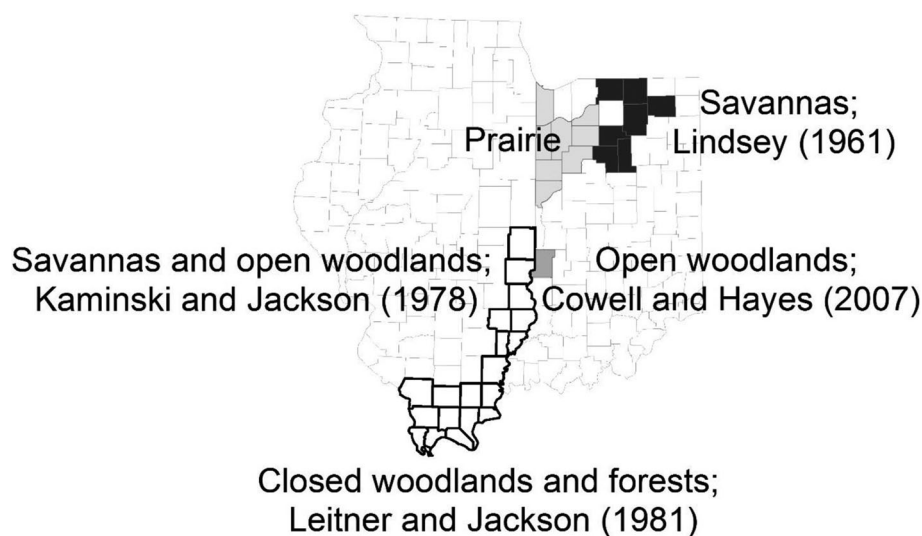 Savannas;
Lindsey (1961)
Prairie
Savannas and open woodlands;
Kaminski and Jackson (1978)
Open woodlands;
Cowell and Hayes (2007)
Closed woodlands and forests;
Leitner and Jackson (1981)